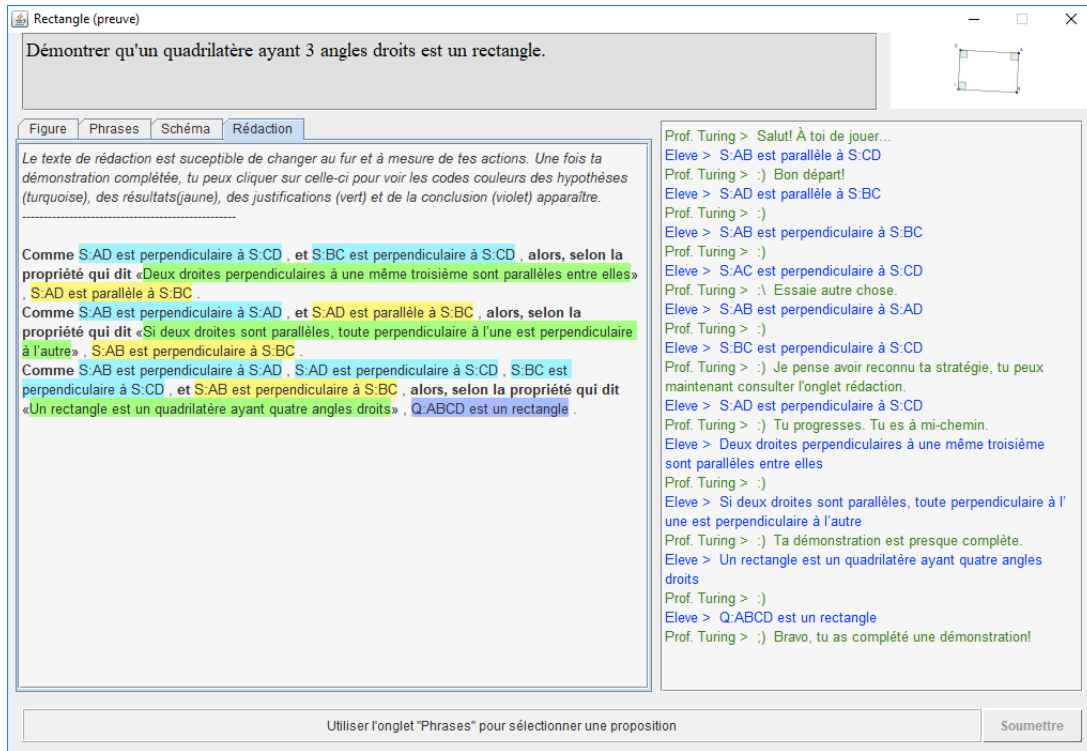 Rectangle (preuve)
Démontrer qu'un quadrilatère ayant 3 angles droits est un rectangle.
Figure
Phrases
Schéma
Rédaction
Le texte de rédaction est suceptible de changer au fur et à mesure de tes actions. Une fois ta
démonstration complétée, tu peux cliquer sur celle-ci pour voir les codes couleurs des hypothèses
(turquoise), des résultats(jaune), des justifications (vert) et de la conclusion (violet) apparaître.
--------------------------------------------------
Comme S:AD est perpendiculaire à S:CD , et S:BC est perpendiculaire à S:CD , alors, selon la
propriété qui dit «Deux droites perpendiculaires à une même troisième sont parallèles entre elles»
, S:AD est parallèle à S:BC .
Comme S:AB est perpendiculaire à S:AD , et S:AD est parallèle à S:BC , alors, selon la
propriété qui dit «Si deux droites sont parallèles, toute perpendiculaire à l'une est perpendiculaire
à l'autre» , S:AB est perpendiculaire à S:BC .
Comme S:AB est perpendiculaire à S:AD , S:AD est perpendiculaire à S:CD , S:BC est
perpendiculaire à S:CD , et S:AB est perpendiculaire à S:BC , alors, selon la propriété qui dit
«Un rectangle est un quadrilatère ayant quatre angles droits» , Q:ABCD est un rectangle .
Prof. Turing > Salut! À toi de jouer...
Eleve > S:AB est parallèle à S:CD
Prof. Turing > :) Bon départ!
Eleve > S:AD est parallèle à S:BC
Prof. Turing > :)
Eleve > S:AB est perpendiculaire à S:BC
Prof. Turing > :)
Eleve > S:AC est perpendiculaire à S:CD
Prof. Turing > :\ Essaie autre chose.
Eleve > S:AB est perpendiculaire à S:AD
Prof. Turing > :)
Eleve > S:BC est perpendiculaire à S:CD
Prof. Turing > :) Je pense avoir reconnu ta stratégie, tu peux
maintenant consulter l'onglet rédaction.
Eleve > S:AD est perpendiculaire à S:CD
Prof. Turing > :) Tu progresses. Tu es à mi-chemin.
Eleve > Deux droites perpendiculaires à une même troisième
sont parallèles entre elles
Prof. Turing > :)
Eleve > Si deux droites sont parallèles, toute perpendiculaire à l'
une est perpendiculaire à l'autre
Prof. Turing > :) Ta démonstration est presque complète.
Eleve > Un rectangle est un quadrilatère ayant quatre angles
droits
Prof. Turing > :)
Eleve > Q:ABCD est un rectangle
Prof. Turing > ;) Bravo, tu as complété une démonstration!
Utiliser l'onglet "Phrases" pour sélectionner une proposition
Soumettre